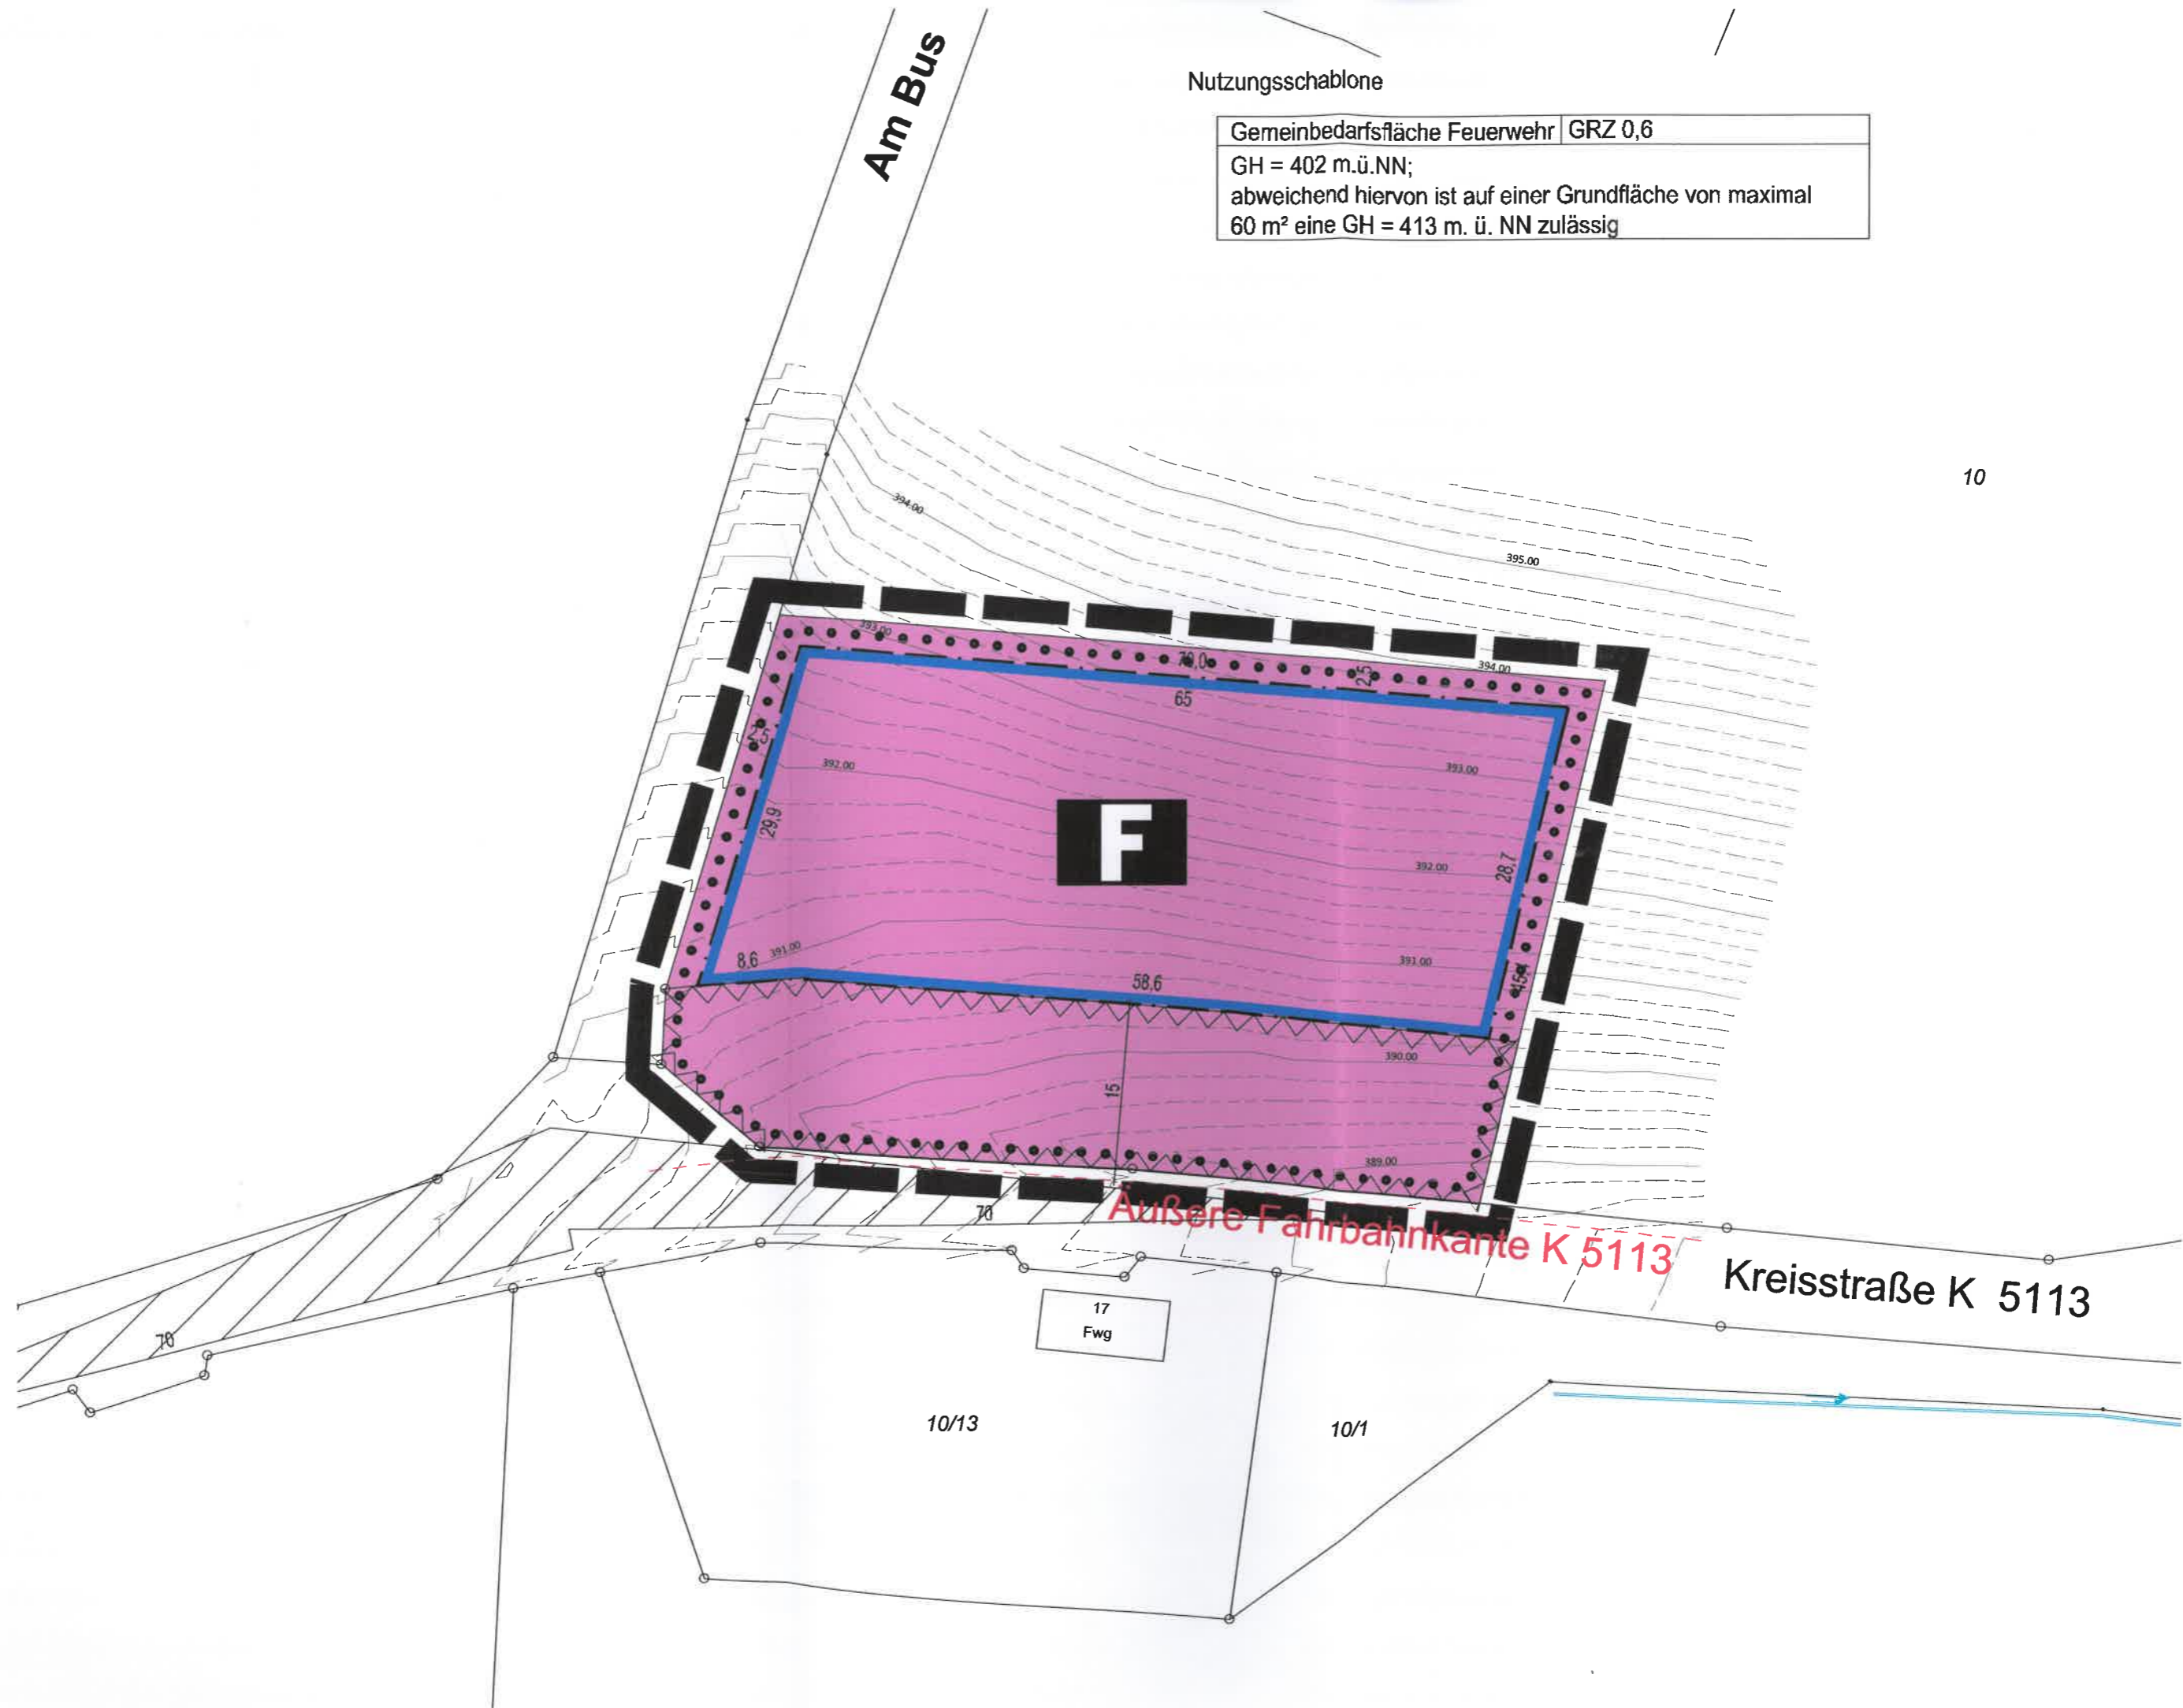 Am Bus
Nutzungsschablone
Gemeinbedarfsfläche Feuerwehr GRZ 0,6
GH = 402 m.ü.NN;
abweichend hiervon ist auf einer Grundfläche von maximal
60 m² eine GH = 413 m. ü. NN zulässig
10
394.00
395.00
393.00
70,0
2,5
394.00
65
2,5
392.00
393.00
29,9
F
392.00
28,7
8,6
391.00
391.00
58,6
390.00
15
389.00
70
Äußere Fahrbahnkante K 5113
Kreisstraße K 5113
17
Fwg
70
10/13
10/1